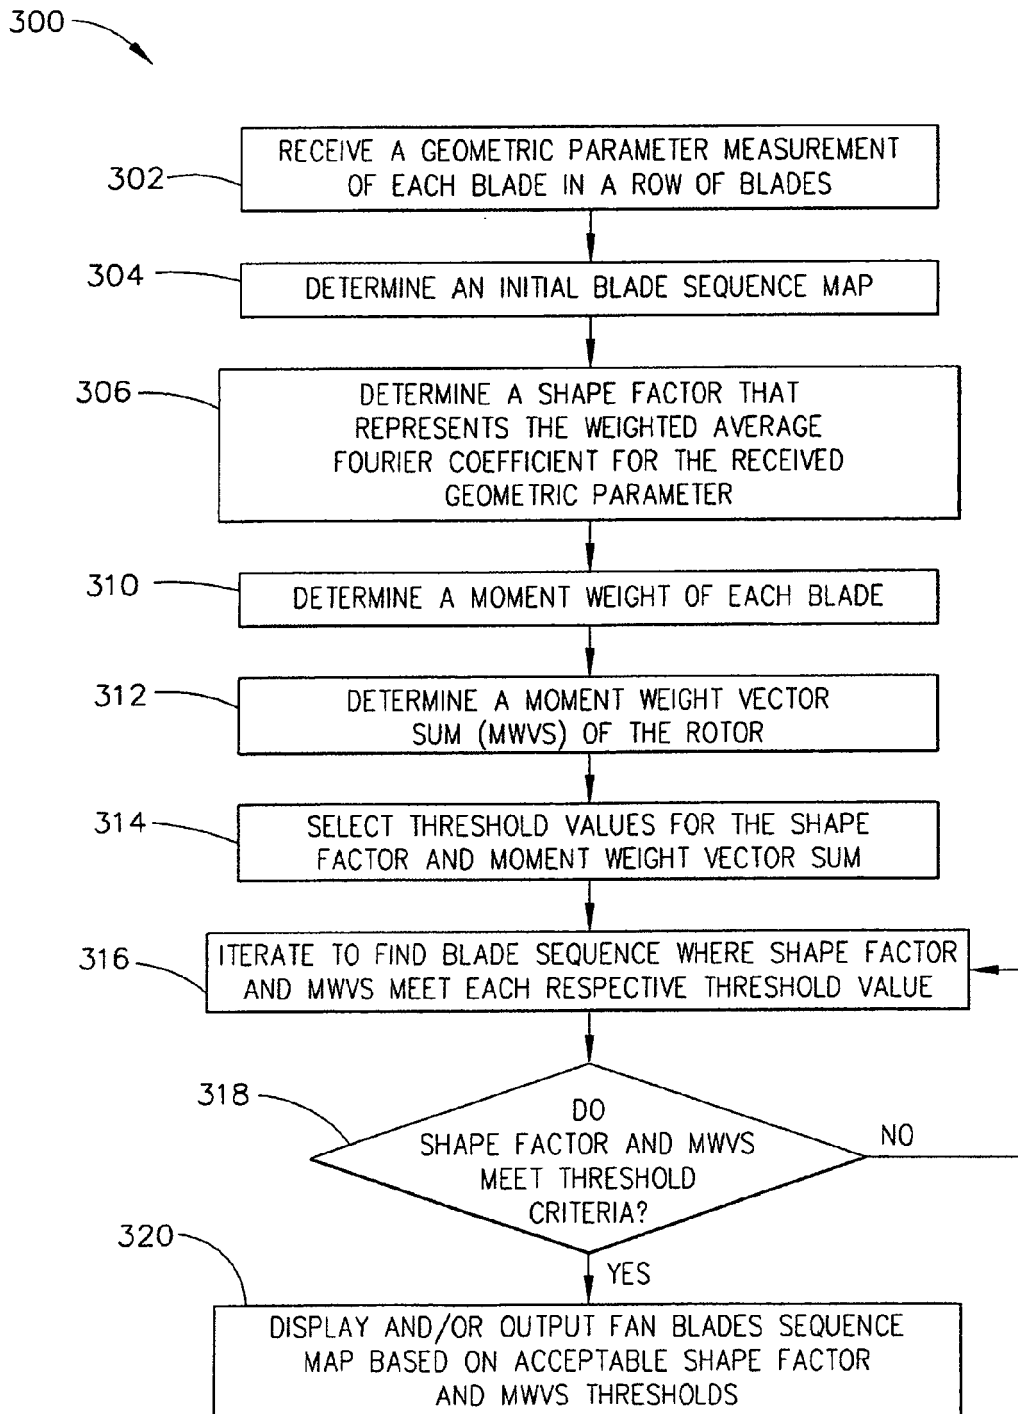 300
302
RECEIVE A GEOMETRIC PARAMETER MEASUREMENT
OF EACH BLADE IN A ROW OF BLADES
304
DETERMINE AN INITIAL BLADE SEQUENCE MAP
306
DETERMINE A SHAPE FACTOR THAT
REPRESENTS THE WEIGHTED AVERAGE
FOURIER COEFFICIENT FOR THE RECEIVED
GEOMETRIC PARAMETER
310
DETERMINE A MOMENT WEIGHT OF EACH BLADE
312
DETERMINE A MOMENT WEIGHT VECTOR
SUM (MWVS) OF THE ROTOR
314
SELECT THRESHOLD VALUES FOR THE SHAPE
FACTOR AND MOMENT WEIGHT VECTOR SUM
316
ITERATE TO FIND BLADE SEQUENCE WHERE SHAPE FACTOR
AND MWVS MEET EACH RESPECTIVE THRESHOLD VALUE
318
DO
SHAPE FACTOR AND MWVS
MEET THRESHOLD
CRITERIA?
NO
YES
320
DISPLAY AND/OR OUTPUT FAN BLADES SEQUENCE
MAP BASED ON ACCEPTABLE SHAPE FACTOR
AND MWVS THRESHOLDS